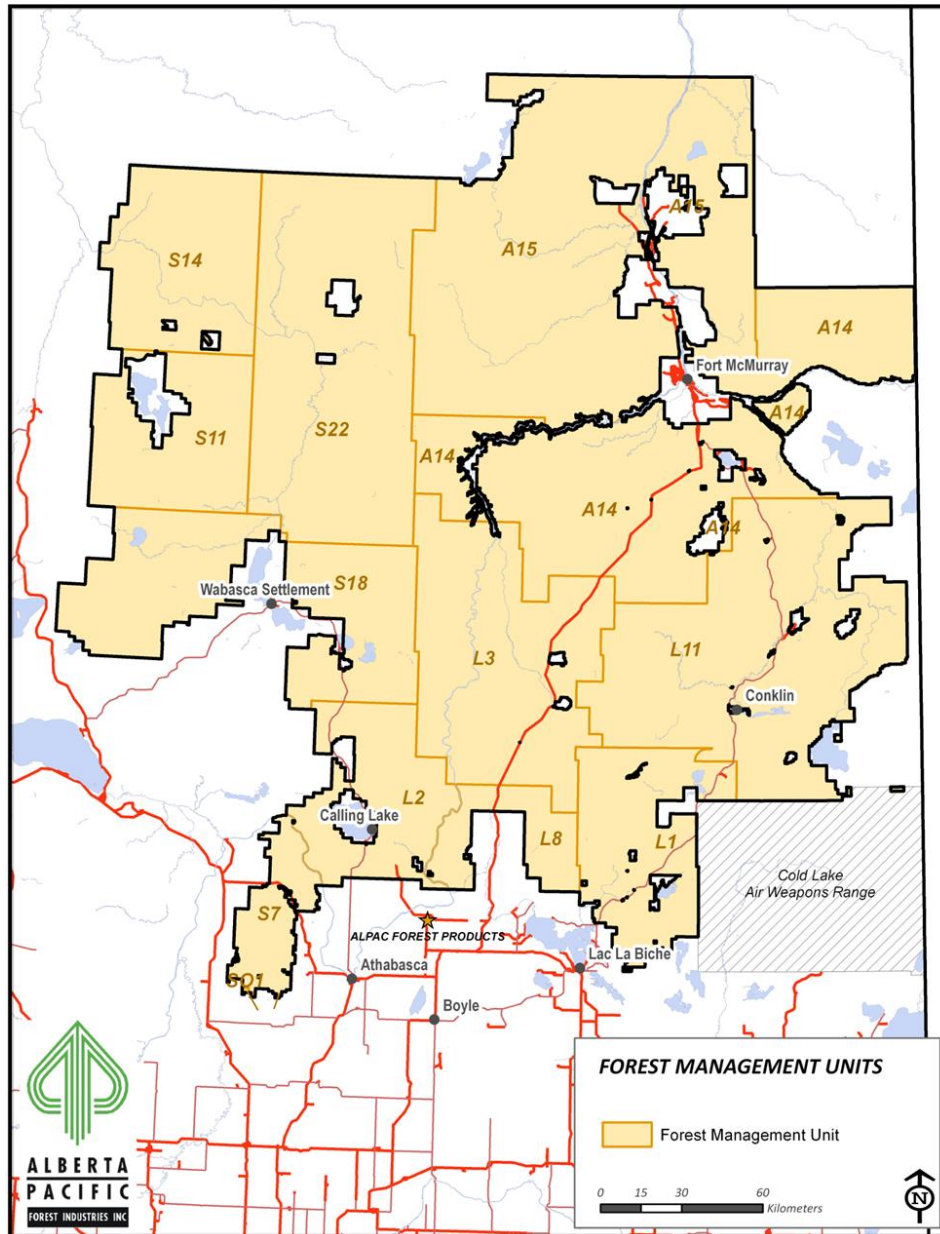 A15
S14
A15
A14
Fort McMurray
S11
S22
A14
A14
A14
A14
Wabasca Settlement
S18
L3
L11
Conklin
L2
Calling Lake
L8
L1
Cold Lake
Air Weapons Range
S7
ALPAC FOREST PRODUCTS
Athabasca
Lac La Biche
SQ1
Boyle
FOREST MANAGEMENT UNITS
Forest Management Unit
0 15 30 60
Kilometers
N
ALBERTA
PACIFIC
FOREST INDUSTRIES INC